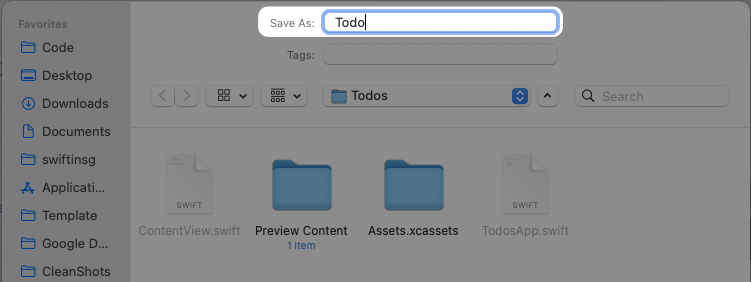 Favorites
Code
Desktop
Downloads
Documents
swiftinsg
Applicati...
Template
Google D...
CleanShots
Save As: Todo
Tags:
Todos
Search
SWIFT
SWIFT
ContentView.swift
Preview Content
Assets.xcassets
TodosApp.swift
1 item